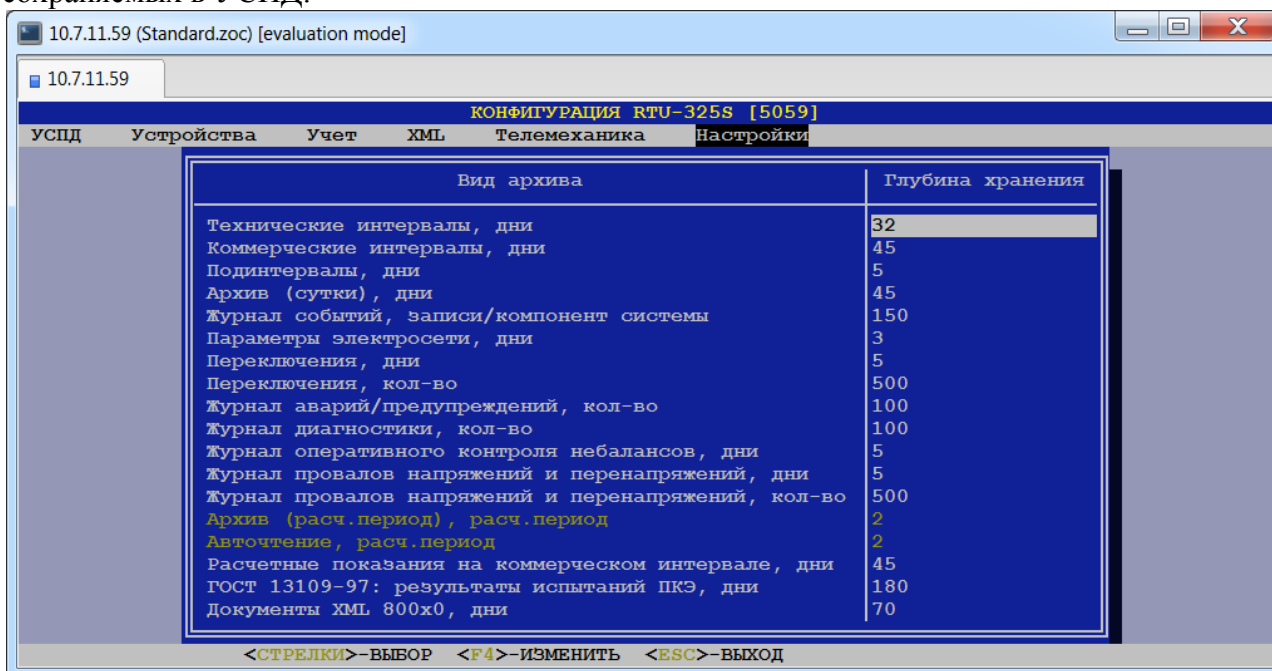 сохраняемых в УСПД.
10.7.11.59 (Standard.zoc) [evaluation mode]
10.7.11.59
КОНФИГУРАЦИЯ RTU-325S [5059]
УСПД Устройства Учет XML Телемеханика Настройки
Вид архива Глубина хранения
Технические интервалы, дни 32
Коммерческие интервалы, дни 45
Подинтервалы, дни 5
Архив (сутки), дни 45
Журнал событий, записи/компонент системы 150
Параметры электросети, дни 3
Переключения, дни 5
Переключения, кол-во 500
Журнал аварий/предупреждений, кол-во 100
Журнал диагностики, кол-во 100
Журнал оперативного контроля небалансов, дни 5
Журнал провалов напряжений и перенапряжений, дни 5
Журнал провалов напряжений и перенапряжений, кол-во 500
Архив (расч.период), расч.период 2
Авточтение, расч.период 2
Расчетные показания на коммерческом интервале, дни 45
ГОСТ 13109-97: результаты испытаний ПКЭ, дни 180
Документы XML 800x0, дни 70
<СТРЕЛКИ>-ВЫБОР <F4>-ИЗМЕНИТЬ <ESC>-ВЫХОД